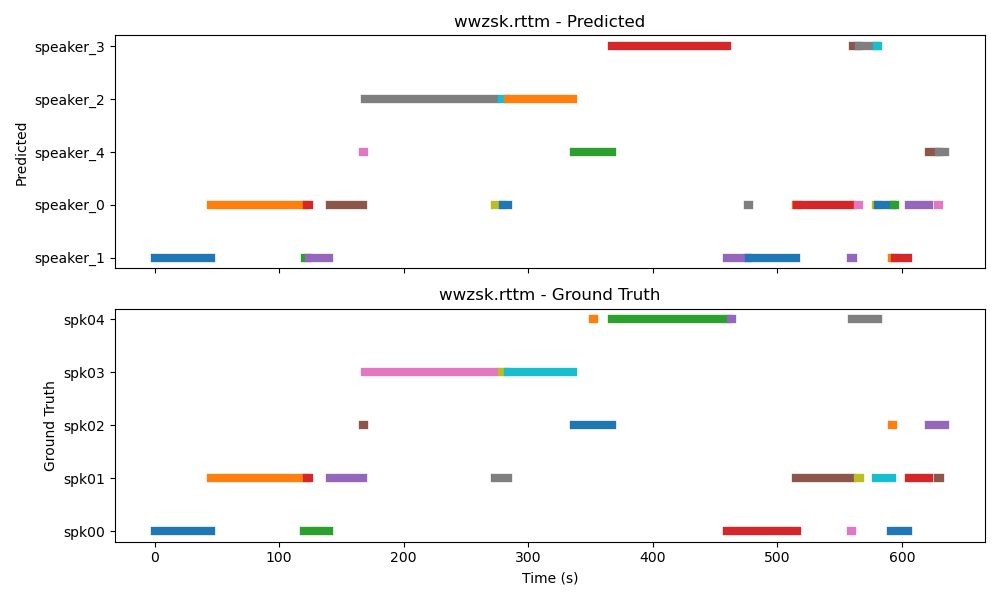 wwzsk.rttm - Predicted
speaker_3
speaker_2
speaker_4
speaker_0
speaker_1
Predicted
wwzsk.rttm - Ground Truth
spk04
spk03
spk02
spk01
spk00
Ground Truth
0 100 200 300 400 500 600
Time (s)